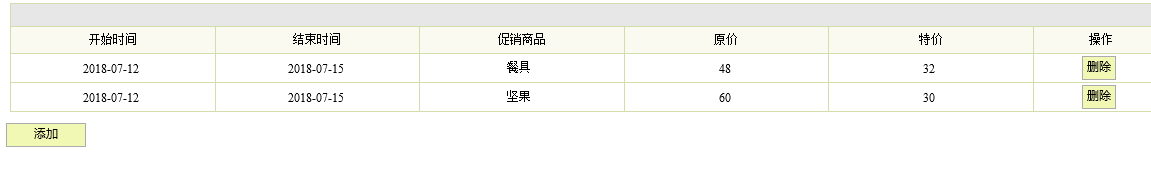 开始时间 结束时间 促销商品 原价 特价 操作
2018-07-12 2018-07-15 餐具 48 32 删除
2018-07-12 2018-07-15 坚果 60 30 删除
添加